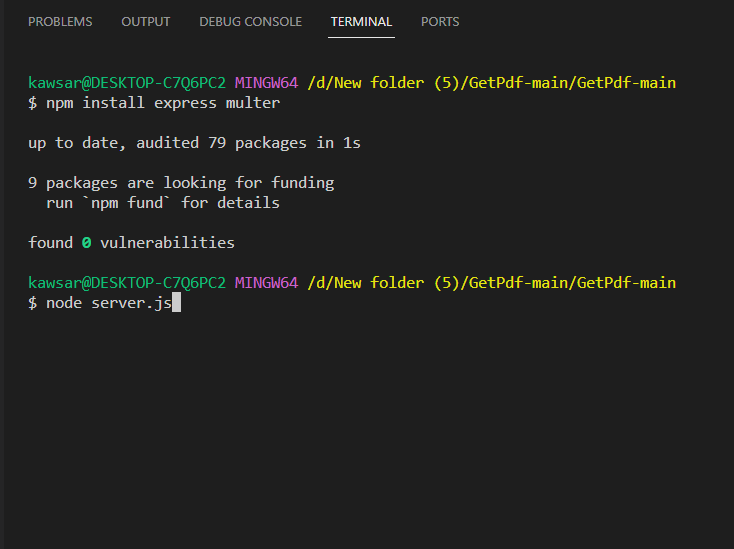 PROBLEMS OUTPUT DEBUG CONSOLE TERMINAL PORTS
kawsar@DESKTOP-C7Q6PC2 MINGW64 /d/New folder (5)/GetPdf-main/GetPdf-main
$ npm install express multer
up to date, audited 79 packages in 1s
9 packages are looking for funding
  run `npm fund` for details
found 0 vulnerabilities
kawsar@DESKTOP-C7Q6PC2 MINGW64 /d/New folder (5)/GetPdf-main/GetPdf-main
$ node server.js